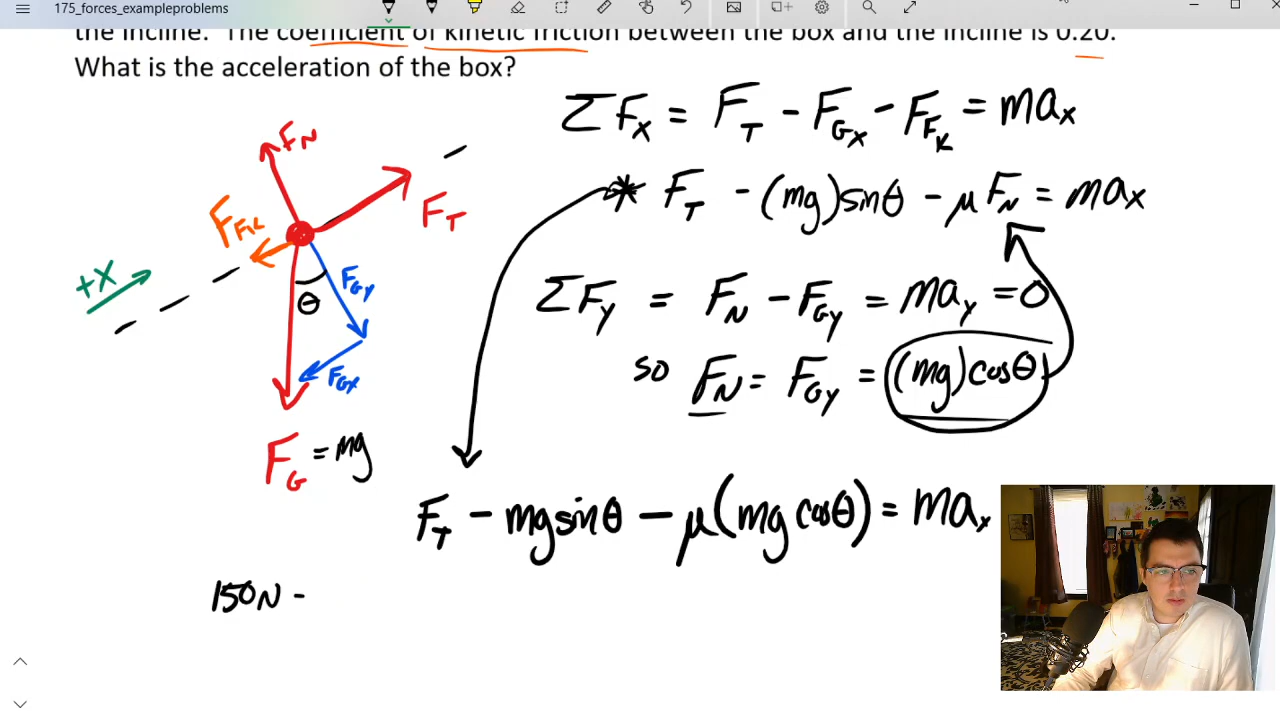 175_forces_exampleproblems
the incline. The coefficient of kinetic friction between the box and the incline is 0.20.
What is the acceleration of the box?
ΣFx = FT - FGx - FFK = max
* FT - (mg)sinθ - μFN = max
FN
FT
FFK
+X
θ
FGY
FGX
FG = mg
ΣFY = FN - FGY = maY = 0
so FN = FGY = (mg)cosθ
FT - mgsinθ - μ(mgcosθ) = max
150N -